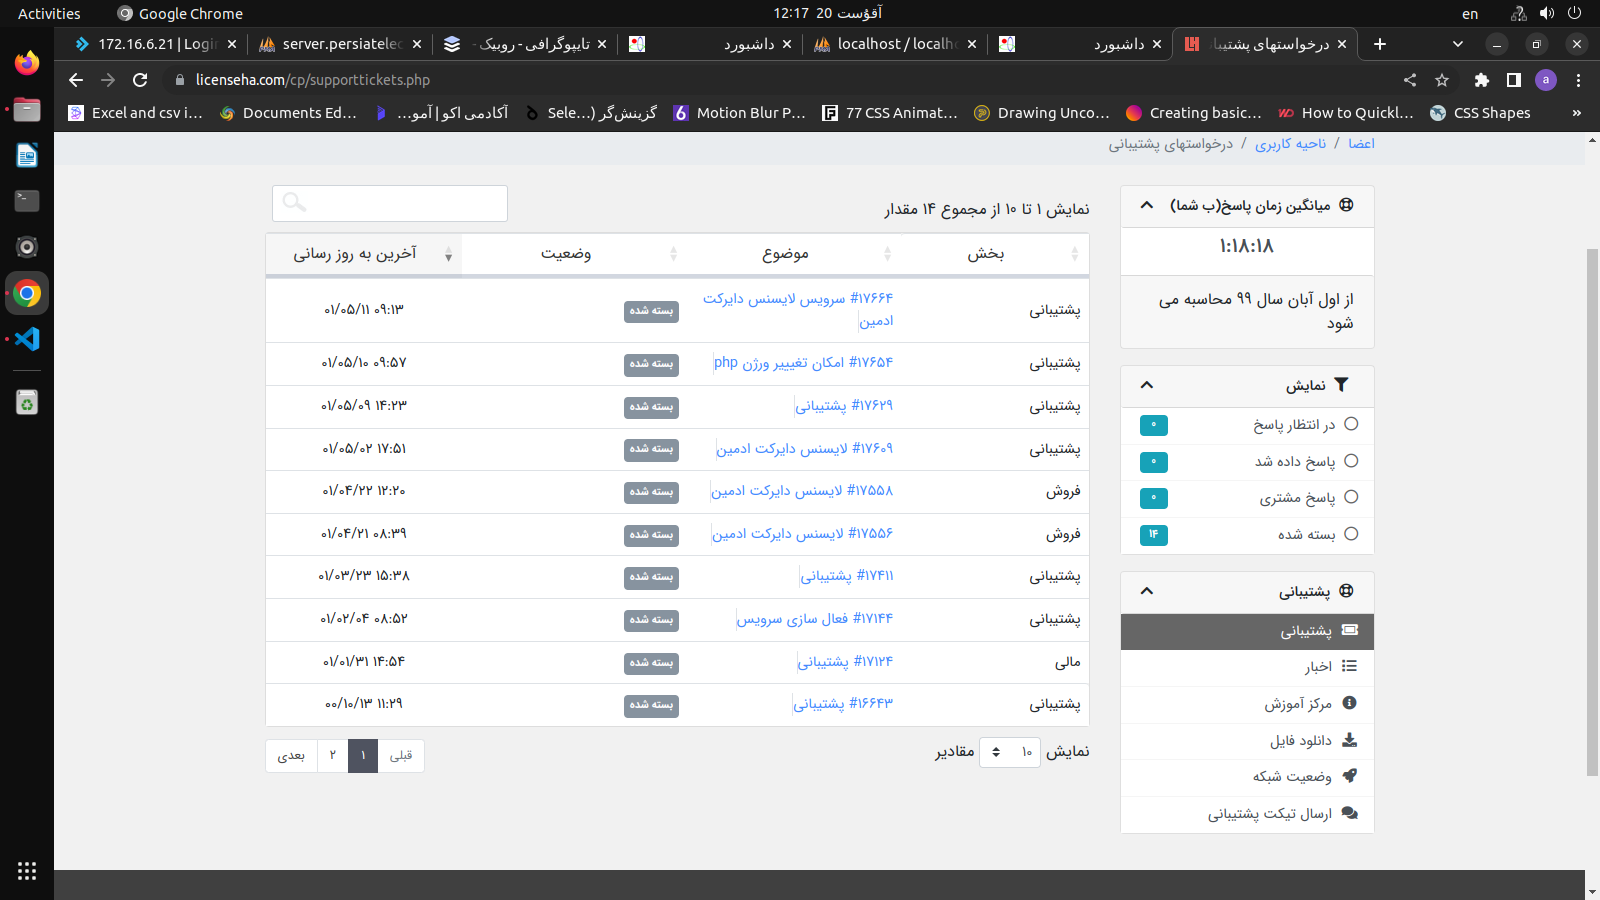 Activities
Google Chrome
12:17  20 آگوست
en
172.16.6.21 | Login
server.persiatelec
تایپوگرافی - روبیک -
داشبورد
localhost / localh
داشبورد
درخواستهای پشتیبا
licenseha.com/cp/supporttickets.php
Excel and csv i...
Documents Ed...
آکادمی اکو | آمو...
گزینش‌گر (Sele...
Motion Blur P...
77 CSS Animat...
Drawing Unco...
Creating basic...
How to Quickl...
CSS Shapes
»
اعضا / ناحیه کاربری / درخواستهای پشتیبانی
میانگین زمان پاسخ(ب شما)
۱:۱۸:۱۸
از اول آبان سال ۹۹ محاسبه می
شود
نمایش
در انتظار پاسخ ۰
پاسخ داده شد ۰
پاسخ مشتری ۰
بسته شده ۱۴
پشتیبانی
پشتیبانی
اخبار
مرکز آموزش
دانلود فایل
وضعیت شبکه
ارسال تیکت پشتیبانی
نمایش ۱ تا ۱۰ از مجموع ۱۴ مقدار
بخش موضوع وضعیت آخرین به روز رسانی
پشتیبانی #۱۷۶۶۴ سرویس لایسنس دایرکت
ادمین بسته شده ۰۱/۰۵/۱۱ ۰۹:۱۳
پشتیبانی #۱۷۶۵۴ امکان تغیییر ورژن php بسته شده ۰۱/۰۵/۱۰ ۰۹:۵۷
پشتیبانی #۱۷۶۲۹ پشتیبانی بسته شده ۰۱/۰۵/۰۹ ۱۴:۲۳
پشتیبانی #۱۷۶۰۹ لایسنس دایرکت ادمین بسته شده ۰۱/۰۵/۰۲ ۱۷:۵۱
فروش #۱۷۵۵۸ لایسنس دایرکت ادمین بسته شده ۰۱/۰۴/۲۲ ۱۲:۲۰
فروش #۱۷۵۵۶ لایسنس دایرکت ادمین بسته شده ۰۱/۰۴/۲۱ ۰۸:۳۹
پشتیبانی #۱۷۴۱۱ پشتیبانی بسته شده ۰۱/۰۳/۲۳ ۱۵:۳۸
پشتیبانی #۱۷۱۴۴ فعال سازی سرویس بسته شده ۰۱/۰۲/۰۴ ۰۸:۵۲
مالی #۱۷۱۲۴ پشتیبانی بسته شده ۰۱/۰۱/۳۱ ۱۴:۵۴
پشتیبانی #۱۶۶۴۳ پشتیبانی بسته شده ۰۰/۱۰/۱۳ ۱۱:۲۹
نمایش ۱۰ مقادیر
قبلی ۱ ۲ بعدی